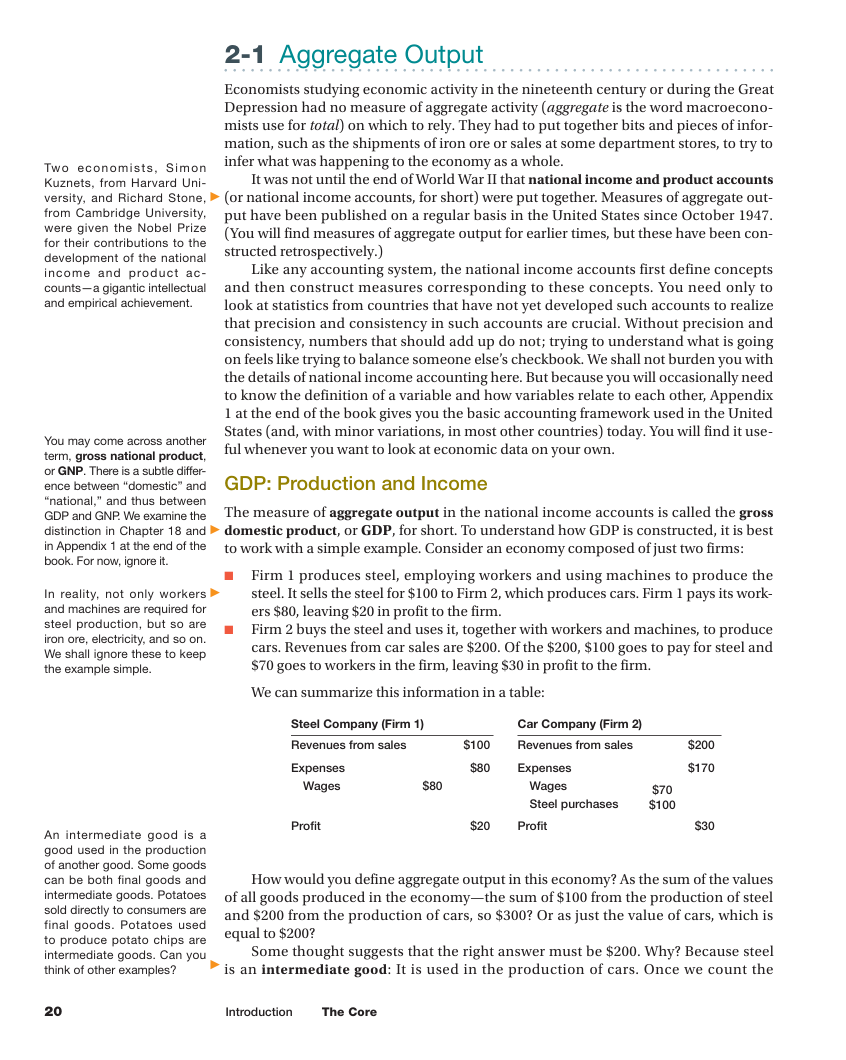 2-1 Aggregate Output
Economists studying economic activity in the nineteenth century or during the Great
Depression had no measure of aggregate activity (aggregate is the word macroecono-
mists use for total) on which to rely. They had to put together bits and pieces of infor-
mation, such as the shipments of iron ore or sales at some department stores, to try to
infer what was happening to the economy as a whole.
Two economists, Simon
Kuznets, from Harvard Uni-
versity, and Richard Stone,
from Cambridge University,
were given the Nobel Prize
for their contributions to the
development of the national
income and product ac-
counts—a gigantic intellectual
and empirical achievement.
It was not until the end of World War II that national income and product accounts
(or national income accounts, for short) were put together. Measures of aggregate out-
put have been published on a regular basis in the United States since October 1947.
(You will find measures of aggregate output for earlier times, but these have been con-
structed retrospectively.)
Like any accounting system, the national income accounts first define concepts
and then construct measures corresponding to these concepts. You need only to
look at statistics from countries that have not yet developed such accounts to realize
that precision and consistency in such accounts are crucial. Without precision and
consistency, numbers that should add up do not; trying to understand what is going
on feels like trying to balance someone else's checkbook. We shall not burden you with
the details of national income accounting here. But because you will occasionally need
to know the definition of a variable and how variables relate to each other, Appendix
1 at the end of the book gives you the basic accounting framework used in the United
States (and, with minor variations, in most other countries) today. You will find it use-
ful whenever you want to look at economic data on your own.
You may come across another
term, gross national product,
or GNP. There is a subtle differ-
ence between "domestic" and
"national," and thus between
GDP and GNP. We examine the
distinction in Chapter 18 and
in Appendix 1 at the end of the
book. For now, ignore it.
GDP: Production and Income
The measure of aggregate output in the national income accounts is called the gross
domestic product, or GDP, for short. To understand how GDP is constructed, it is best
to work with a simple example. Consider an economy composed of just two firms:
In reality, not only workers
and machines are required for
steel production, but so are
iron ore, electricity, and so on.
We shall ignore these to keep
the example simple.
■ Firm 1 produces steel, employing workers and using machines to produce the
steel. It sells the steel for $100 to Firm 2, which produces cars. Firm 1 pays its work-
ers $80, leaving $20 in profit to the firm.
■ Firm 2 buys the steel and uses it, together with workers and machines, to produce
cars. Revenues from car sales are $200. Of the $200, $100 goes to pay for steel and
$70 goes to workers in the firm, leaving $30 in profit to the firm.
We can summarize this information in a table:
Steel Company (Firm 1) Car Company (Firm 2)
Revenues from sales $100 Revenues from sales $200
Expenses $80 Expenses $170
Wages $80 Wages $70
Steel purchases $100
Profit $20 Profit $30
An intermediate good is a
good used in the production
of another good. Some goods
can be both final goods and
intermediate goods. Potatoes
sold directly to consumers are
final goods. Potatoes used
to produce potato chips are
intermediate goods. Can you
think of other examples?
How would you define aggregate output in this economy? As the sum of the values
of all goods produced in the economy—the sum of $100 from the production of steel
and $200 from the production of cars, so $300? Or as just the value of cars, which is
equal to $200?
Some thought suggests that the right answer must be $200. Why? Because steel
is an intermediate good: It is used in the production of cars. Once we count the
20 Introduction The Core